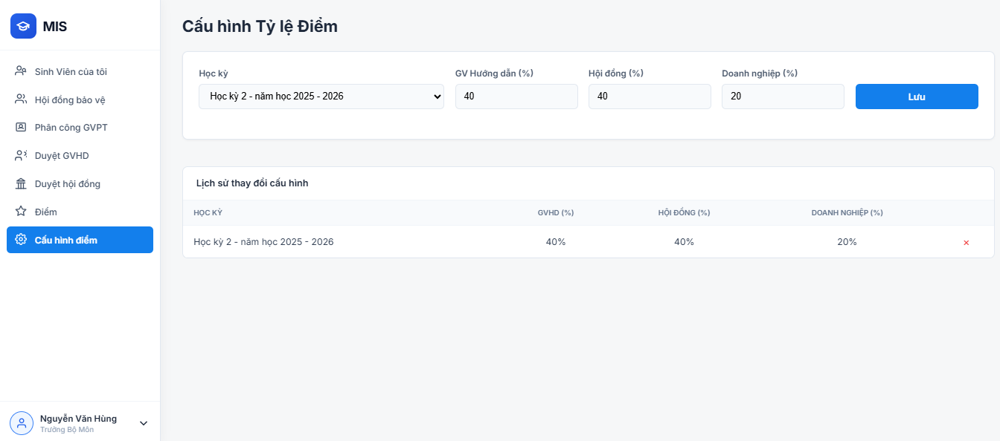 MIS
Sinh Viên của tôi
Hội đồng bảo vệ
Phân công GVPT
Duyệt GVHD
Duyệt hội đồng
Điểm
Cấu hình điểm
Nguyễn Văn Hùng
Trưởng Bộ Môn
Cấu hình Tỷ lệ Điểm
Học kỳ GV Hướng dẫn (%) Hội đồng (%) Doanh nghiệp (%)
Học kỳ 2 - năm học 2025 - 2026 40 40 20 Lưu
Lịch sử thay đổi cấu hình
HỌC KỲ GVHD (%) HỘI ĐỒNG (%) DOANH NGHIỆP (%)
Học kỳ 2 - năm học 2025 - 2026 40% 40% 20% ×